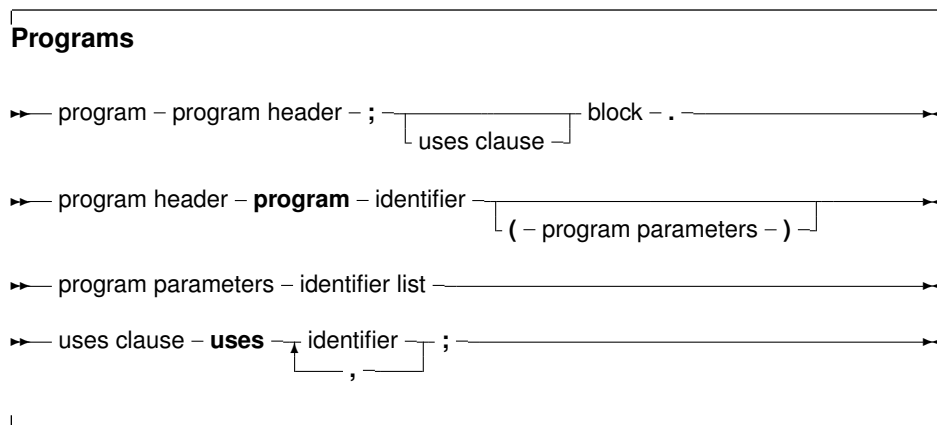 Programs
program – program header – ; – block – .
uses clause
program header – program – identifier
( – program parameters – )
program parameters – identifier list
uses clause – uses – identifier – ;
,